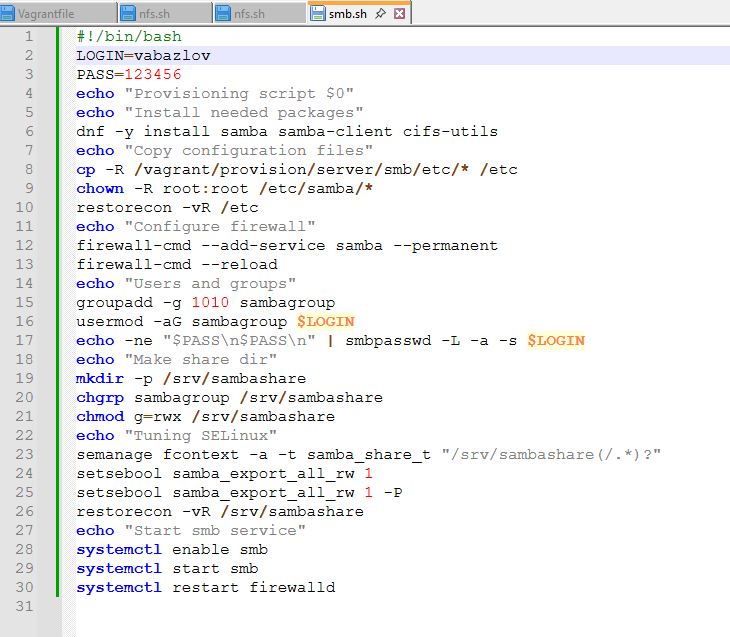 Vagrantfile nfs.sh nfs.sh smb.sh
1 #!/bin/bash
2 LOGIN=vabazlov
3 PASS=123456
4 echo "Provisioning script $0"
5 echo "Install needed packages"
6 dnf -y install samba samba-client cifs-utils
7 echo "Copy configuration files"
8 cp -R /vagrant/provision/server/smb/etc/* /etc
9 chown -R root:root /etc/samba/*
10 restorecon -vR /etc
11 echo "Configure firewall"
12 firewall-cmd --add-service samba --permanent
13 firewall-cmd --reload
14 echo "Users and groups"
15 groupadd -g 1010 sambagroup
16 usermod -aG sambagroup $LOGIN
17 echo -ne "$PASS\n$PASS\n" | smbpasswd -L -a -s $LOGIN
18 echo "Make share dir"
19 mkdir -p /srv/sambashare
20 chgrp sambagroup /srv/sambashare
21 chmod g=rwx /srv/sambashare
22 echo "Tuning SELinux"
23 semanage fcontext -a -t samba_share_t "/srv/sambashare(/.*)?"
24 setsebool samba_export_all_rw 1
25 setsebool samba_export_all_rw 1 -P
26 restorecon -vR /srv/sambashare
27 echo "Start smb service"
28 systemctl enable smb
29 systemctl start smb
30 systemctl restart firewalld
31